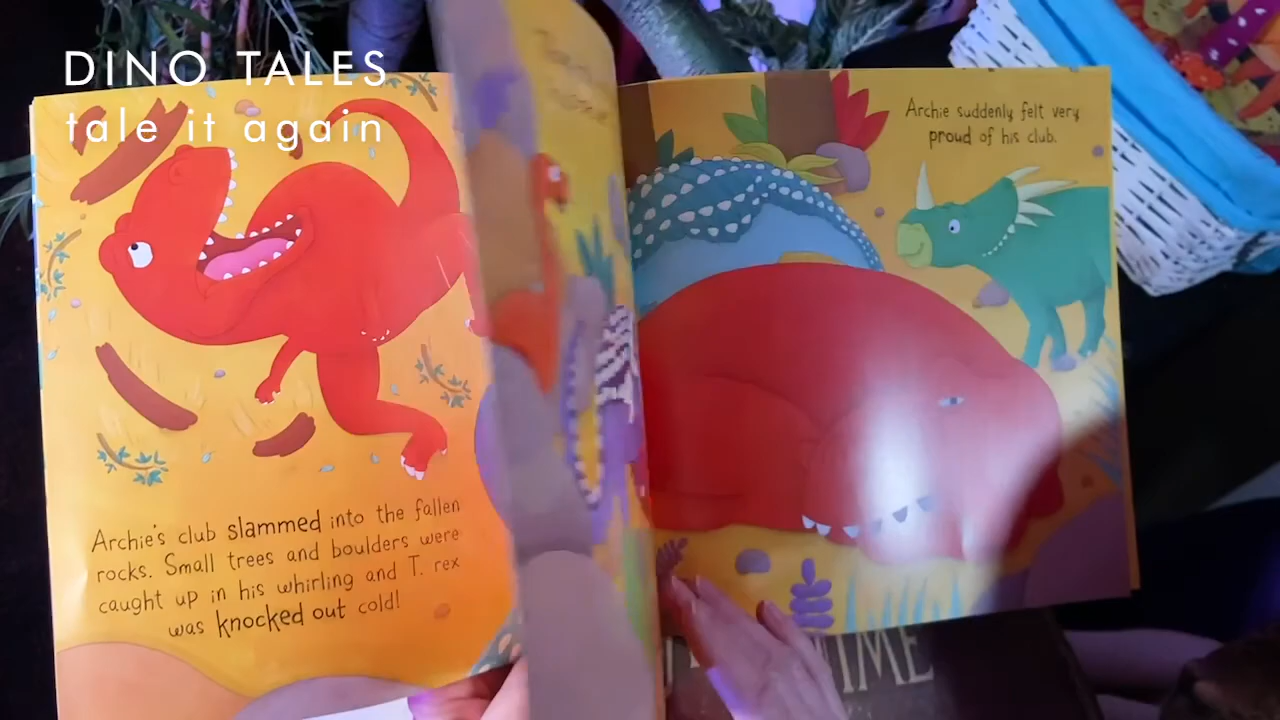 DINO TALES
tale it again
Archie suddenly felt very
proud of his club.
Archie's club slammed into the fallen
rocks. Small trees and boulders were
caught up in his whirling and T. rex
was knocked out cold!